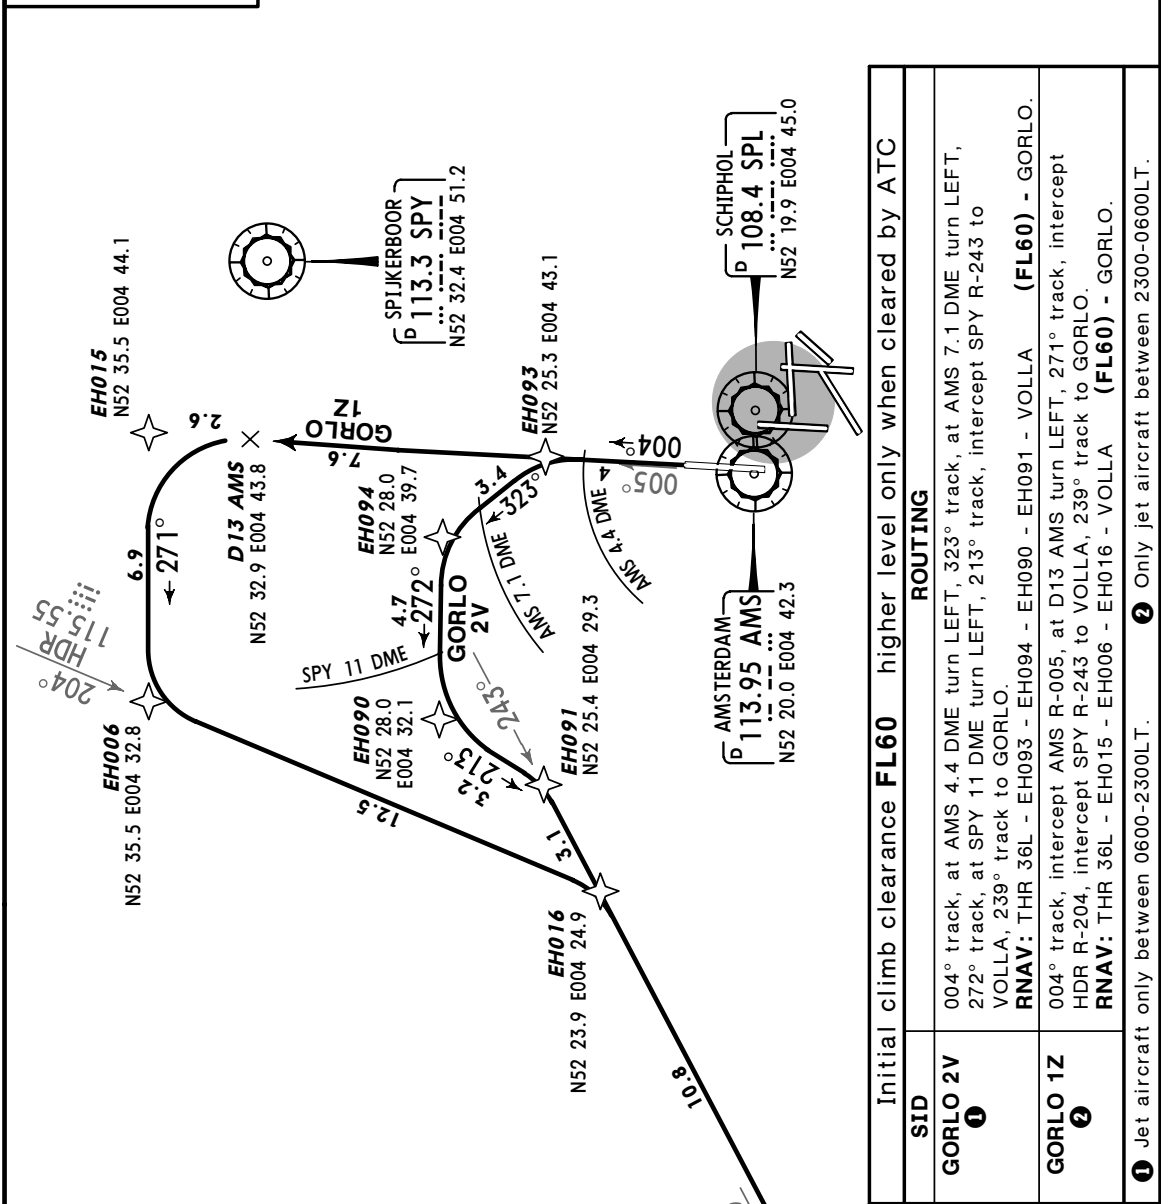 EH015
N52 35.5 E004 44.1
2.6
D13 AMS
N52 32.9 E004 43.8
6.9
271°
204°
HDR
115.55
EH006
N52 35.5 E004 32.8
12.5
SPIJKERBOOR
D 113.3 SPY
N52 32.4 E004 51.2
GORLO
1Z
7.6
EH093
N52 25.3 E004 43.1
EH094
N52 28.0
E004 39.7
3.4
323°
4.7
272°
GORLO
2V
AMS 7.1 DME
AMS 4.4 DME
4
004°
005°
SPY 11 DME
EH090
N52 28.0
E004 32.1
243°
213°
3.2
EH091
N52 25.4 E004 29.3
3.1
EH016
N52 23.9 E004 24.9
10.8
SCHIPHOL
D 108.4 SPL
N52 19.9 E004 45.0
AMSTERDAM
D 113.95 AMS
N52 20.0 E004 42.3
Initial climb clearance FL60 higher level only when cleared by ATC
SID ROUTING
GORLO 2V
❶
004° track, at AMS 4.4 DME turn LEFT, 323° track, at AMS 7.1 DME turn LEFT,
272° track, at SPY 11 DME turn LEFT, 213° track, intercept SPY R-243 to
VOLLA, 239° track to GORLO.
RNAV: THR 36L - EH093 - EH094 - EH090 - EH091 - VOLLA (FL60) - GORLO.
GORLO 1Z
❷
004° track, intercept AMS R-005, at D13 AMS turn LEFT, 271° track, intercept
HDR R-204, intercept SPY R-243 to VOLLA, 239° track to GORLO.
RNAV: THR 36L - EH015 - EH006 - EH016 - VOLLA (FL60) - GORLO.
❶ Jet aircraft only between 0600-2300LT. ❷ Only jet aircraft between 2300-0600LT.